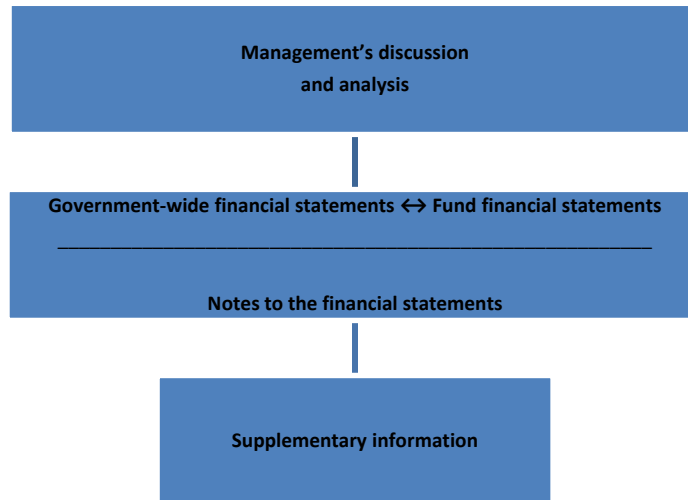 Management’s discussion
and analysis
Government-wide financial statements ↔ Fund financial statements
Notes to the financial statements
Supplementary information